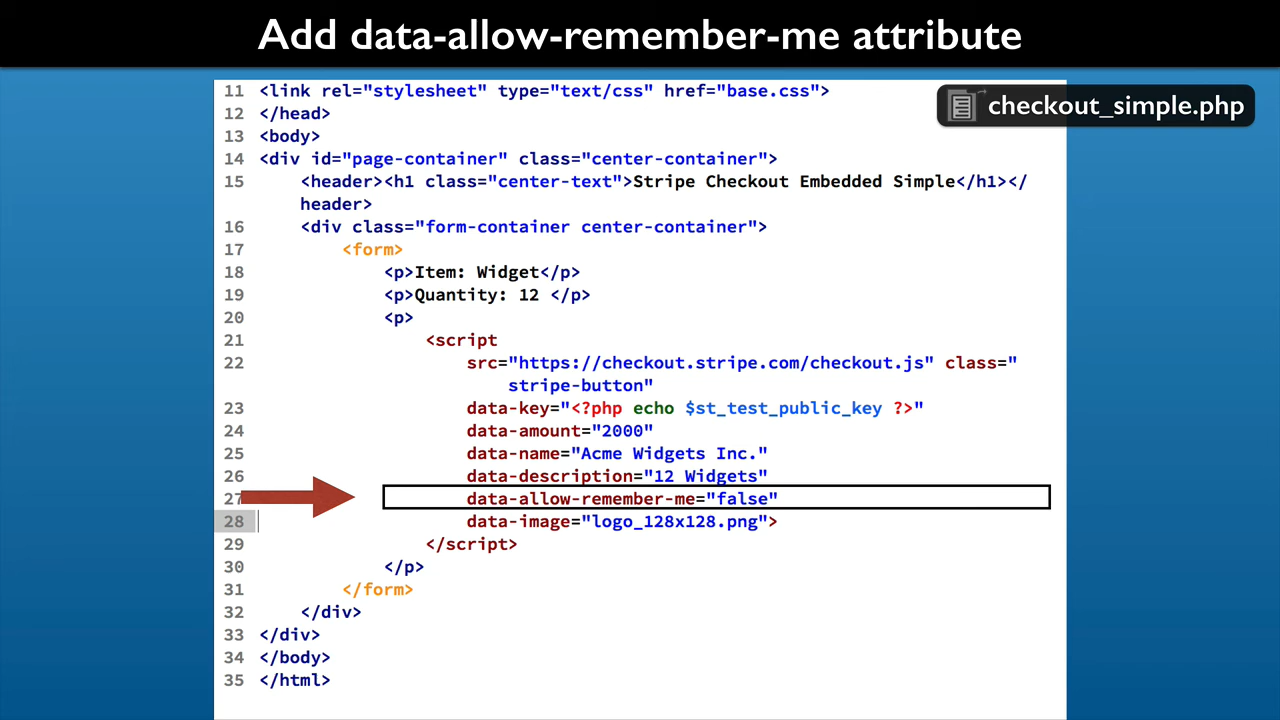 Add data-allow-remember-me attribute
checkout_simple.php
11 <link rel="stylesheet" type="text/css" href="base.css">
12 </head>
13 <body>
14 <div id="page-container" class="center-container">
15 <header><h1 class="center-text">Stripe Checkout Embedded Simple</h1></
header>
16 <div class="form-container center-container">
17 <form>
18 <p>Item: Widget</p>
19 <p>Quantity: 12 </p>
20 <p>
21 <script
22 src="https://checkout.stripe.com/checkout.js" class="
stripe-button"
23 data-key="<?php echo $st_test_public_key ?>"
24 data-amount="2000"
25 data-name="Acme Widgets Inc."
26 data-description="12 Widgets"
27 data-allow-remember-me="false"
28 data-image="logo_128x128.png">
29 </script>
30 </p>
31 </form>
32 </div>
33 </div>
34 </body>
35 </html>